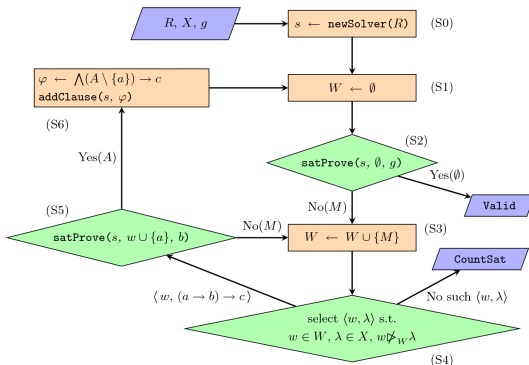 R, X, g
s ← newSolver(R)
(S0)
φ ← ⋀(A \ {a}) → c
addClause(s, φ)
(S6)
W ← ∅
(S1)
(S2)
satProve(s, ∅, g)
Yes(∅)
Valid
Yes(A)
No(M)
(S5)
satProve(s, w ∪ {a}, b)
No(M)
W ← W ∪ {M}
(S3)
CountSat
⟨ w, (a → b) → c ⟩
No such ⟨w, λ⟩
select ⟨w, λ⟩ s.t.
w ∈ W, λ ∈ X, w⋫_W λ
(S4)